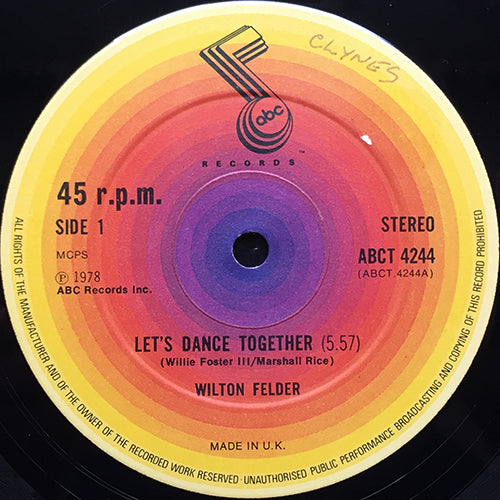 CLYNES
abc
RECORDS™
45 r.p.m.
SIDE 1
STEREO
MCPS
ABCT 4244
(ABCT.4244A)
Ⓟ 1978
ABC Records Inc.
LET'S DANCE TOGETHER (5.57)
(Willie Foster III/Marshall Rice)
WILTON FELDER
MADE IN U.K.
ALL RIGHTS OF THE MANUFACTURER AND OF THE OWNER OF THE RECORDED WORK RESERVED·UNAUTHORISED PUBLIC PERFORMANCE BROADCASTING AND COPYING OF THIS RECORD PROHIBITED